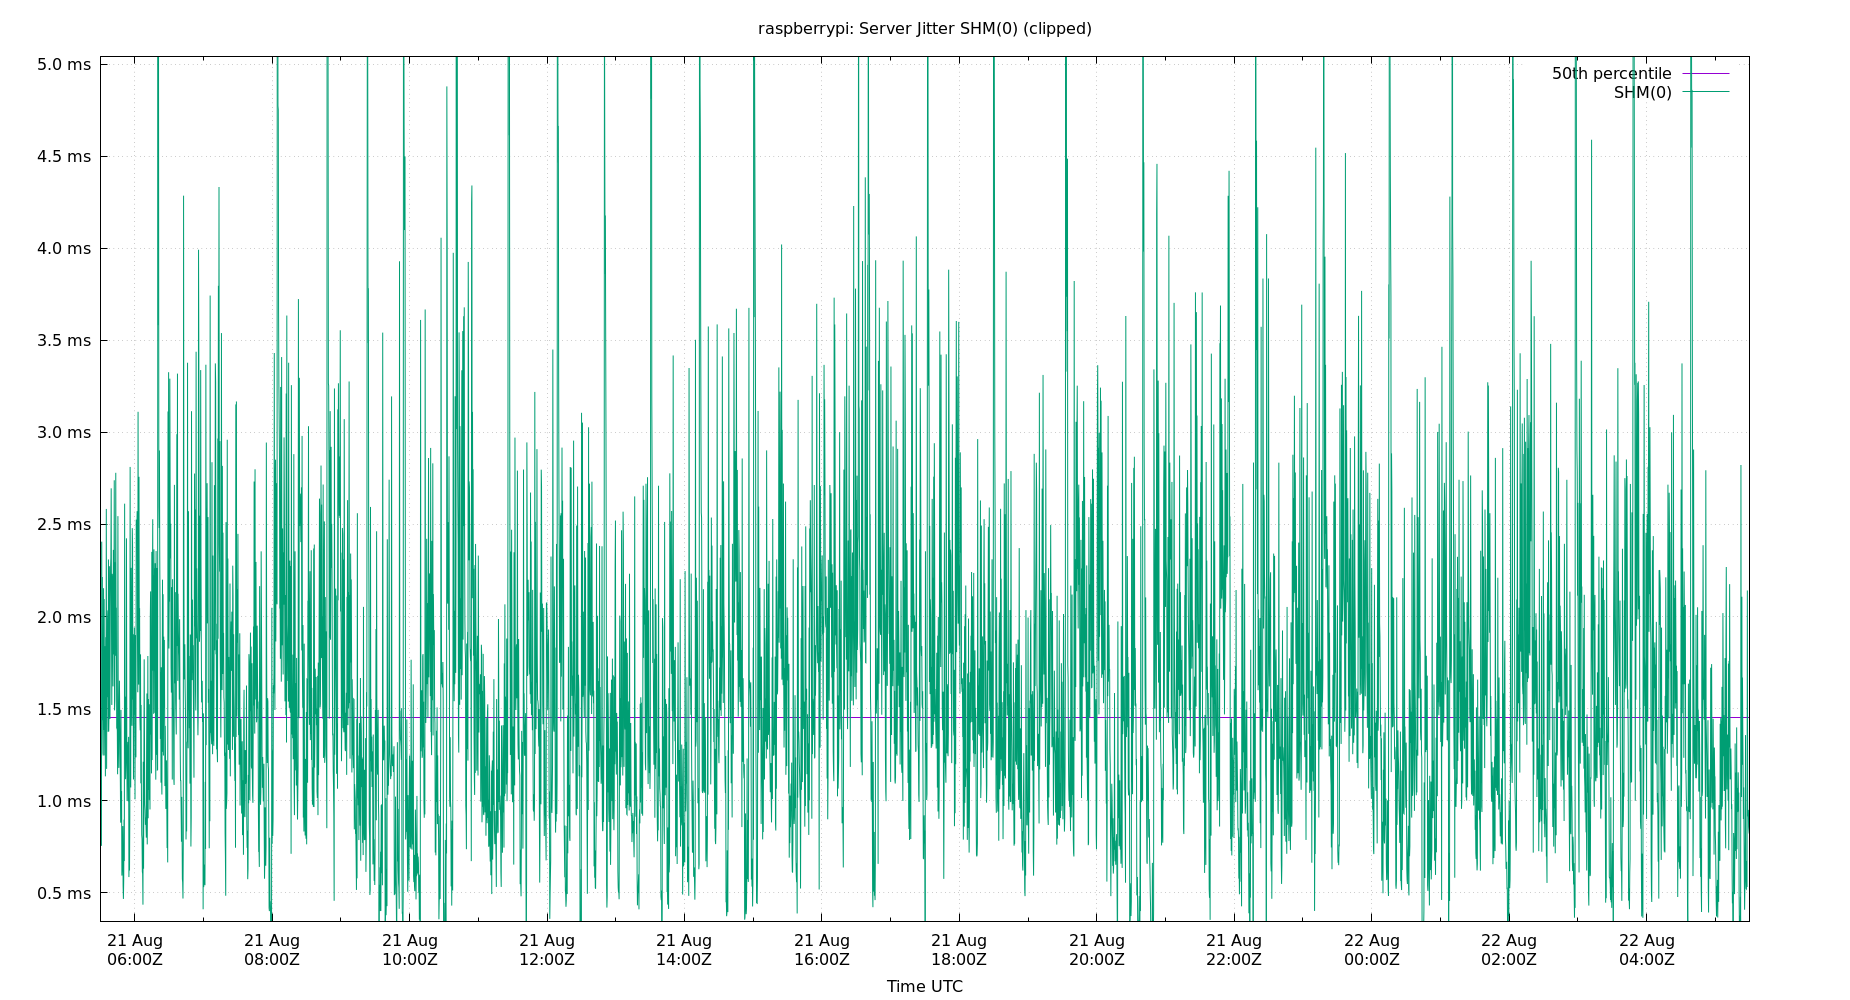 raspberrypi: Server Jitter SHM(0) (clipped)
5.0 ms
4.5 ms
4.0 ms
3.5 ms
3.0 ms
2.5 ms
2.0 ms
1.5 ms
1.0 ms
0.5 ms
50th percentile
SHM(0)
21 Aug 21 Aug 21 Aug 21 Aug 21 Aug 21 Aug 21 Aug 21 Aug 21 Aug 22 Aug 22 Aug 22 Aug
06:00Z 08:00Z 10:00Z 12:00Z 14:00Z 16:00Z 18:00Z 20:00Z 22:00Z 00:00Z 02:00Z 04:00Z
Time UTC